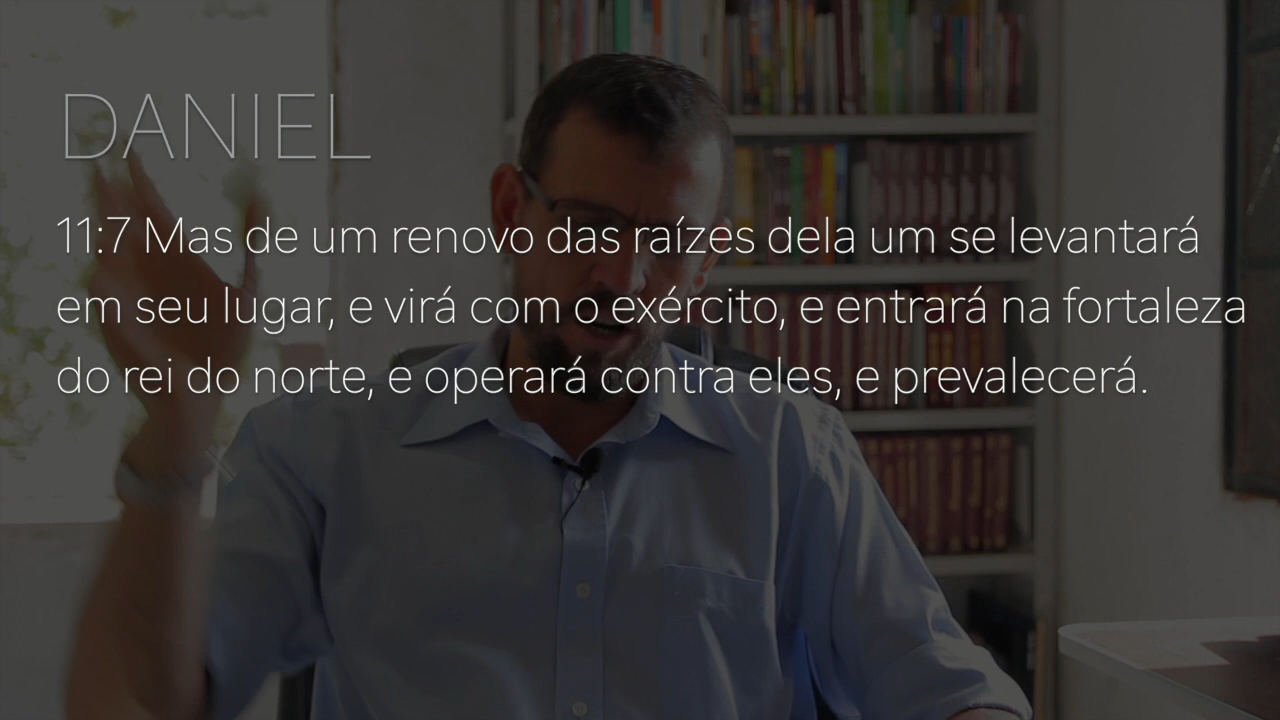 DANIEL
11:7 Mas de um renovo das raízes dela um se levantará
em seu lugar, e virá com o exército, e entrará na fortaleza
do rei do norte, e operará contra eles, e prevalecerá.